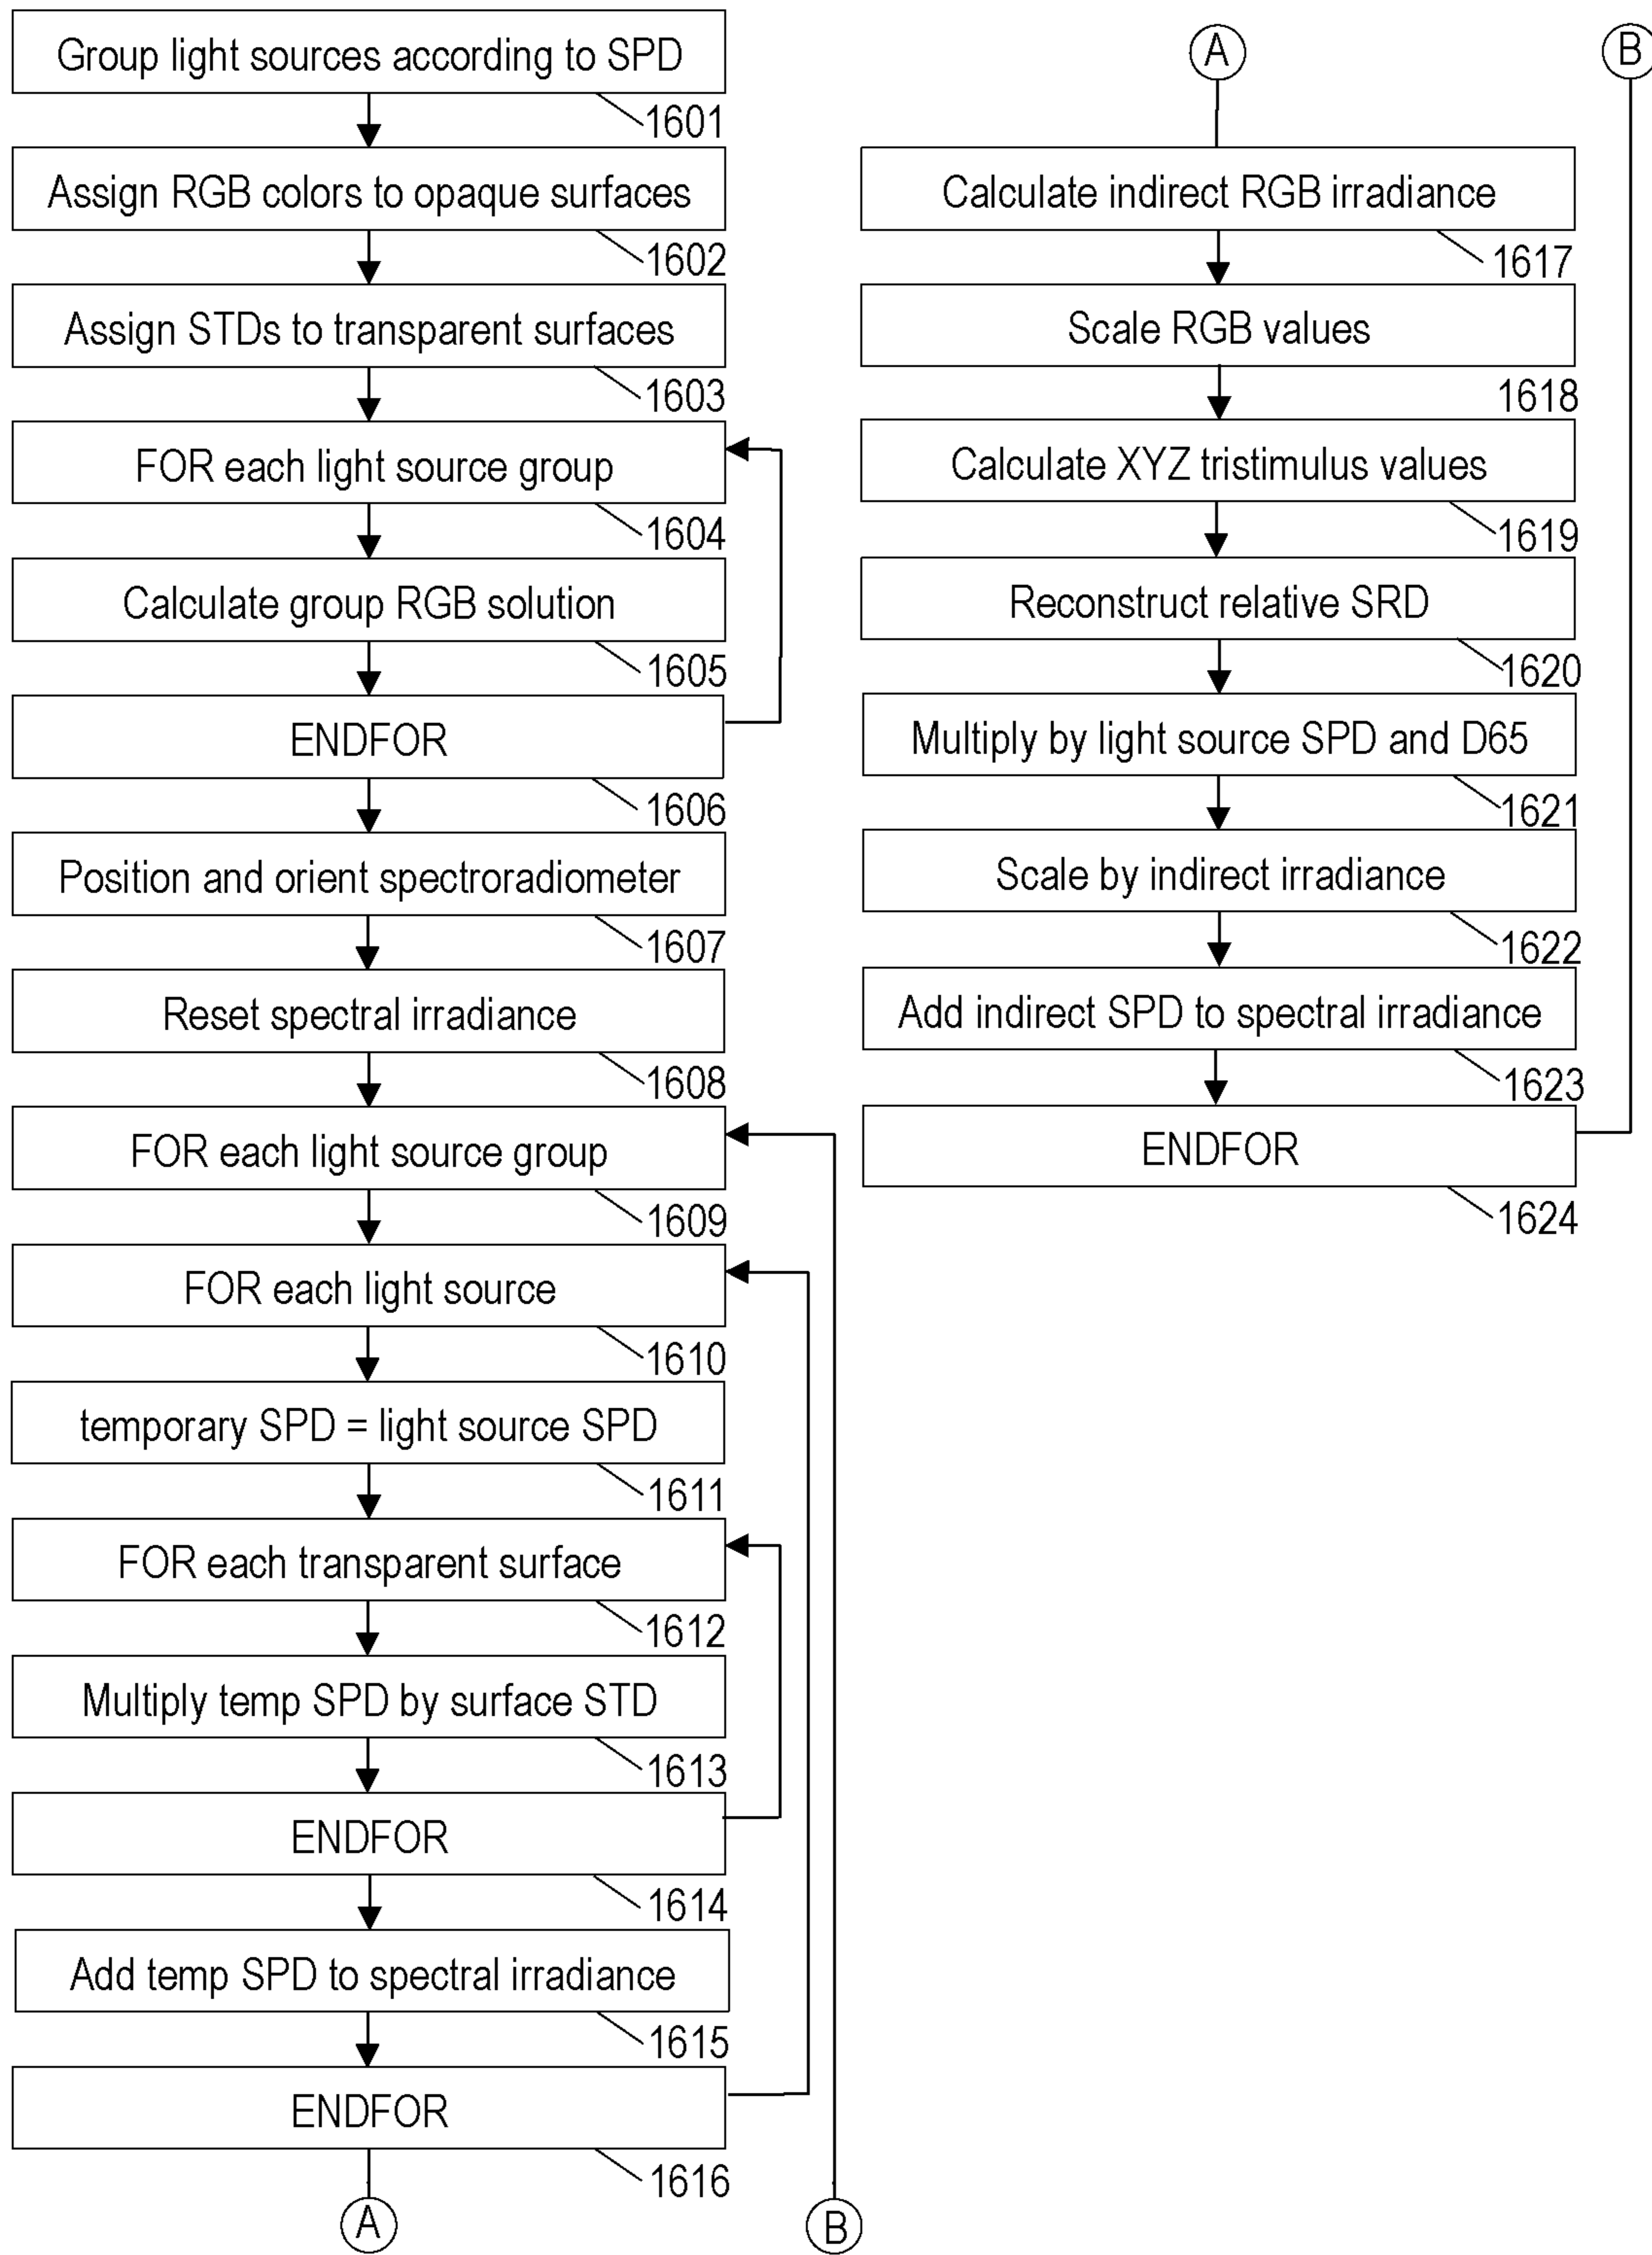 Group light sources according to SPD
1601
Assign RGB colors to opaque surfaces
1602
Assign STDs to transparent surfaces
1603
FOR each light source group
1604
Calculate group RGB solution
1605
ENDFOR
1606
Position and orient spectroradiometer
1607
Reset spectral irradiance
1608
FOR each light source group
1609
FOR each light source
1610
temporary SPD = light source SPD
1611
FOR each transparent surface
1612
Multiply temp SPD by surface STD
1613
ENDFOR
1614
Add temp SPD to spectral irradiance
1615
ENDFOR
1616
A
B
A
B
Calculate indirect RGB irradiance
1617
Scale RGB values
1618
Calculate XYZ tristimulus values
1619
Reconstruct relative SRD
1620
Multiply by light source SPD and D65
1621
Scale by indirect irradiance
1622
Add indirect SPD to spectral irradiance
1623
ENDFOR
1624